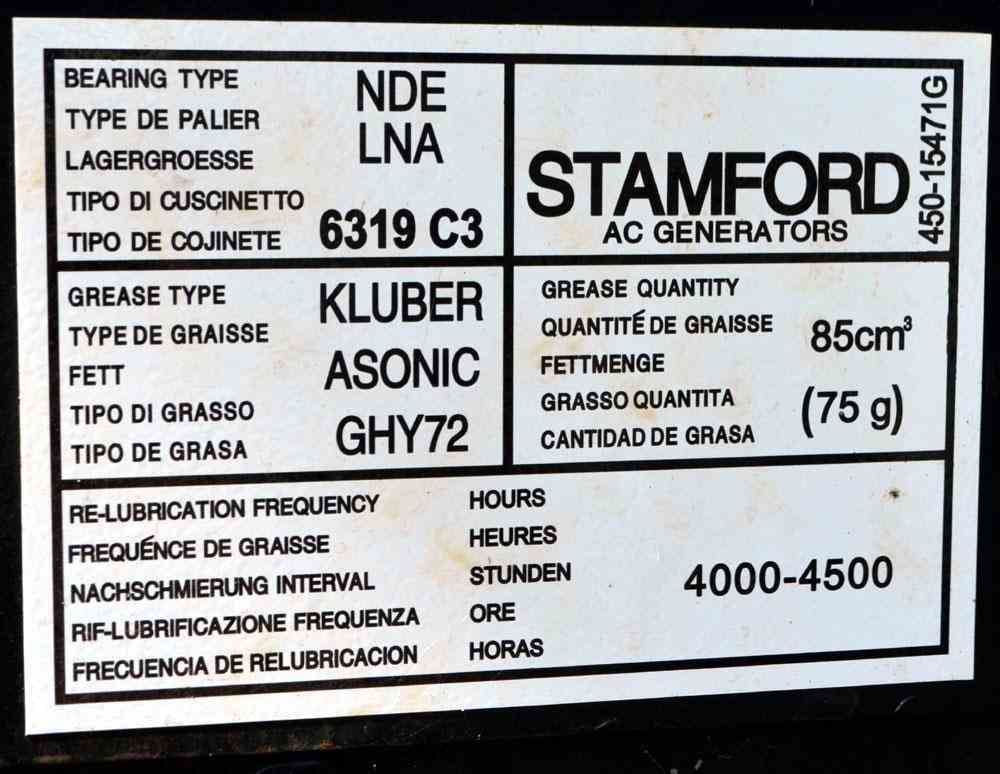 BEARING TYPE
TYPE DE PALIER
LAGERGROESSE
TIPO DI CUSCINETTO
TIPO DE COJINETE
NDE
LNA
6319 C3
STAMFORD
AC GENERATORS
450-15471G
GREASE TYPE
TYPE DE GRAISSE
FETT
TIPO DI GRASSO
TIPO DE GRASA
KLUBER
ASONIC
GHY72
GREASE QUANTITY
QUANTITÉ DE GRAISSE
FETTMENGE
GRASSO QUANTITA
CANTIDAD DE GRASA
85cm³
(75 g)
RE-LUBRICATION FREQUENCY HOURS
FREQUÉNCE DE GRAISSE HEURES
NACHSCHMIERUNG INTERVAL STUNDEN
RIF-LUBRIFICAZIONE FREQUENZA ORE
FRECUENCIA DE RELUBRICACION HORAS
4000-4500